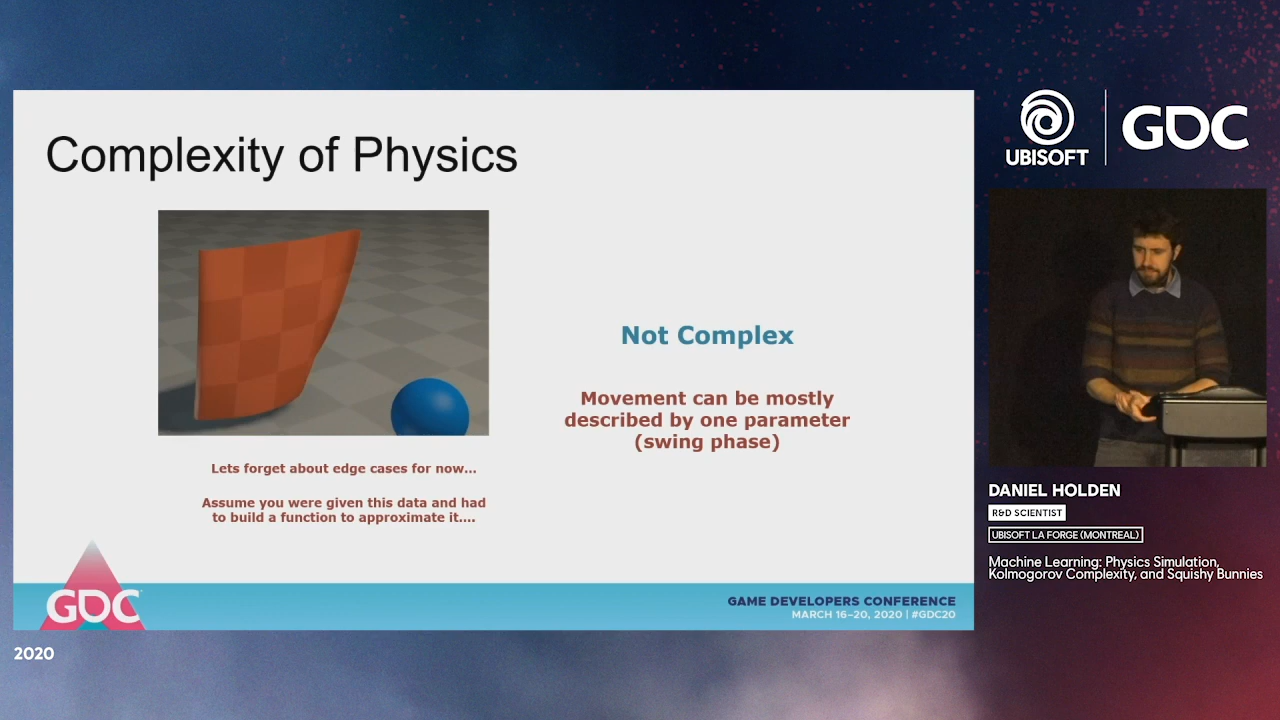 Complexity of Physics
Not Complex
Movement can be mostly
described by one parameter
(swing phase)
Lets forget about edge cases for now...
Assume you were given this data and had
to build a function to approximate it....
GDC
GAME DEVELOPERS CONFERENCE
MARCH 16–20, 2020 | #GDC20
2020
UBISOFT
GDC
DANIEL HOLDEN
R&D SCIENTIST
UBISOFT LA FORGE (MONTREAL)
Machine Learning: Physics Simulation,
Kolmogorov Complexity, and Squishy Bunnies